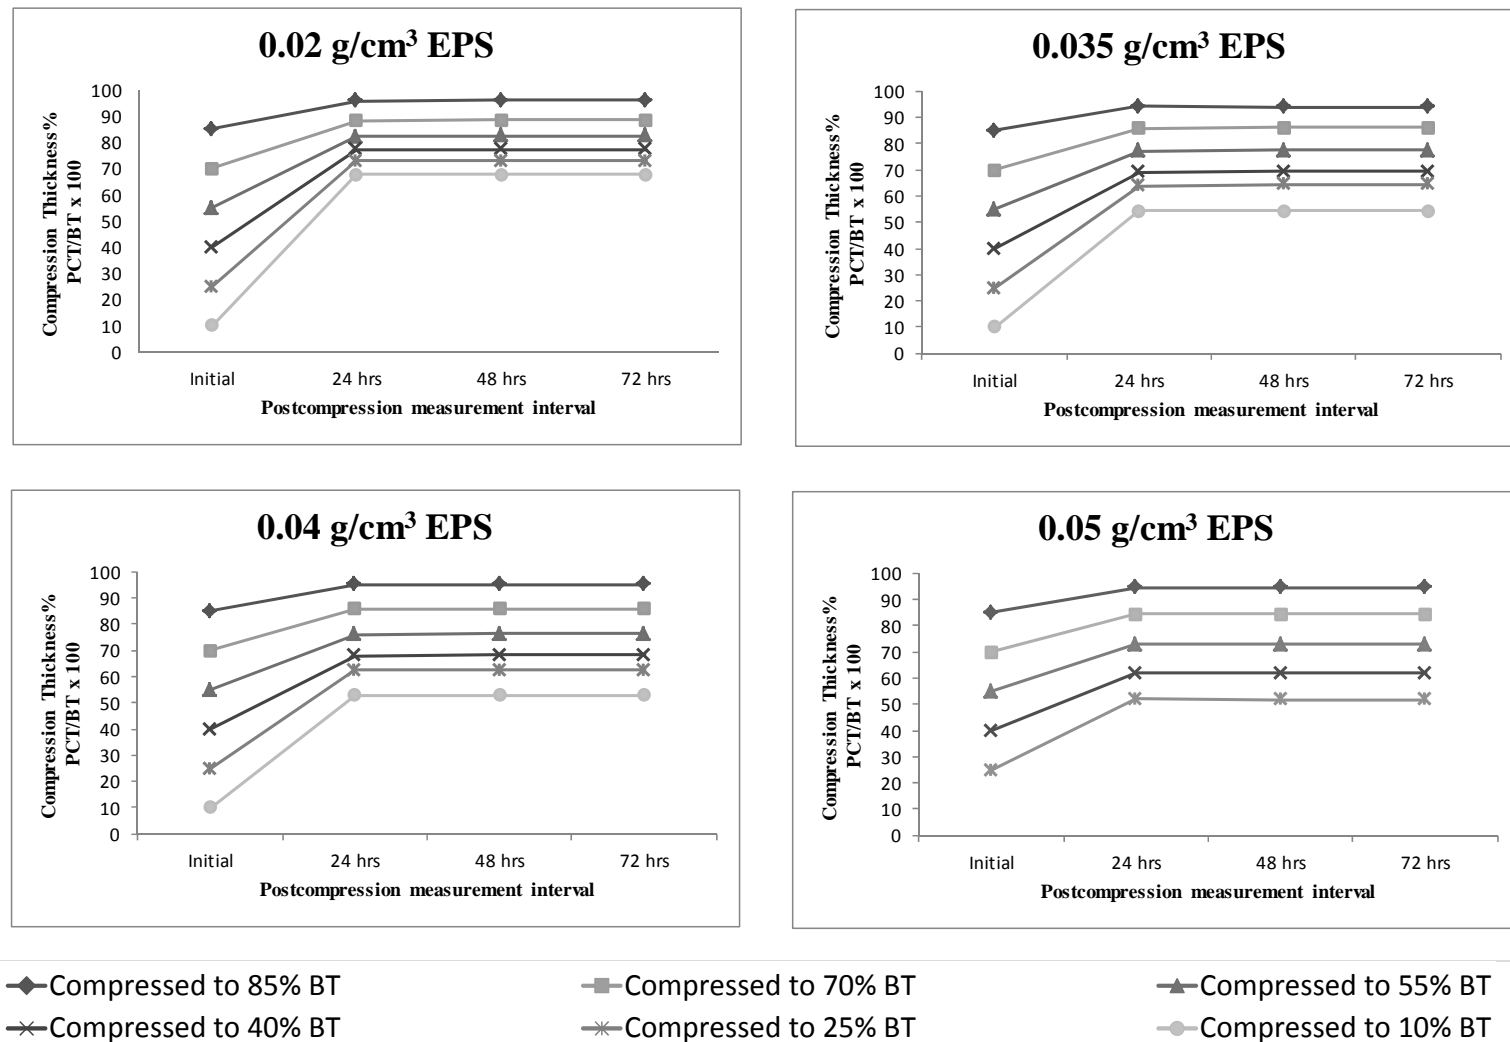 0.02 g/cm³ EPS
Compression Thickness%
PCT/BT x 100
100
90
80
70
60
50
40
30
20
10
0
Initial 24 hrs 48 hrs 72 hrs
Postcompression measurement interval
0.035 g/cm³ EPS
Compression Thickness%
PCT/BT x 100
100
90
80
70
60
50
40
30
20
10
0
Initial 24 hrs 48 hrs 72 hrs
Postcompression measurement interval
0.04 g/cm³ EPS
Compression Thickness%
PCT/BT x 100
100
90
80
70
60
50
40
30
20
10
0
Initial 24 hrs 48 hrs 72 hrs
Postcompression measurement interval
0.05 g/cm³ EPS
Compression Thickness%
PCT/BT x 100
100
90
80
70
60
50
40
30
20
10
0
Initial 24 hrs 48 hrs 72 hrs
Postcompression measurement interval
Compressed to 85% BT Compressed to 70% BT Compressed to 55% BT
Compressed to 40% BT Compressed to 25% BT Compressed to 10% BT